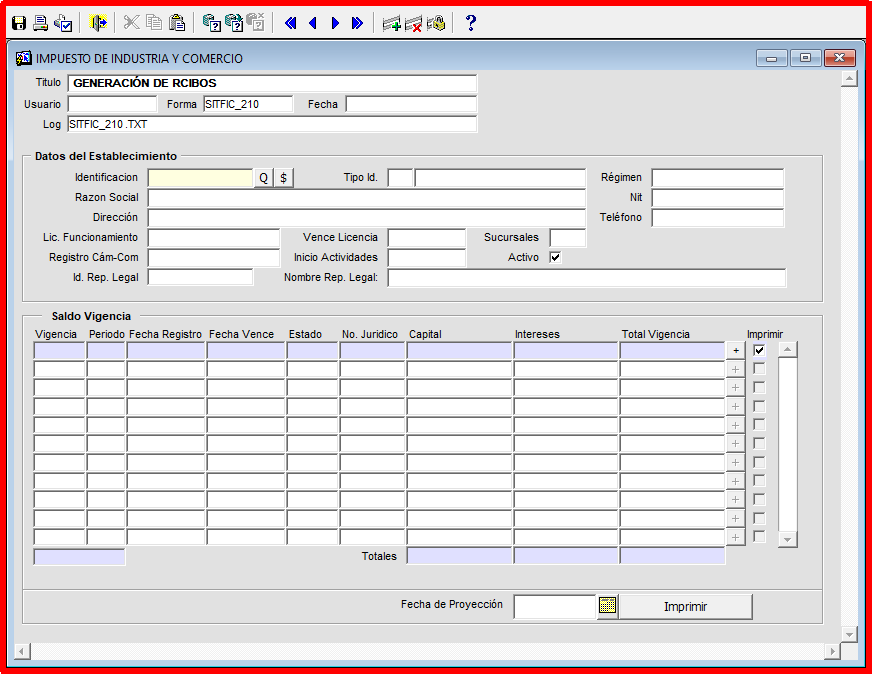 IMPUESTO DE INDUSTRIA Y COMERCIO
Titulo GENERACIÓN DE RCIBOS
Usuario Forma SITFIC_210 Fecha
Log SITFIC_210 .TXT
Datos del Establecimiento
Identificacion Q $ Tipo Id. Régimen
Razon Social Nit
Dirección Teléfono
Lic. Funcionamiento Vence Licencia Sucursales
Registro Cám-Com Inicio Actividades Activo
Id. Rep. Legal Nombre Rep. Legal:
Saldo Vigencia
Vigencia Periodo Fecha Registro Fecha Vence Estado No. Juridico Capital Intereses Total Vigencia Imprimir
+
+
+
+
+
+
+
+
+
+
+
Totales
Fecha de Proyección Imprimir